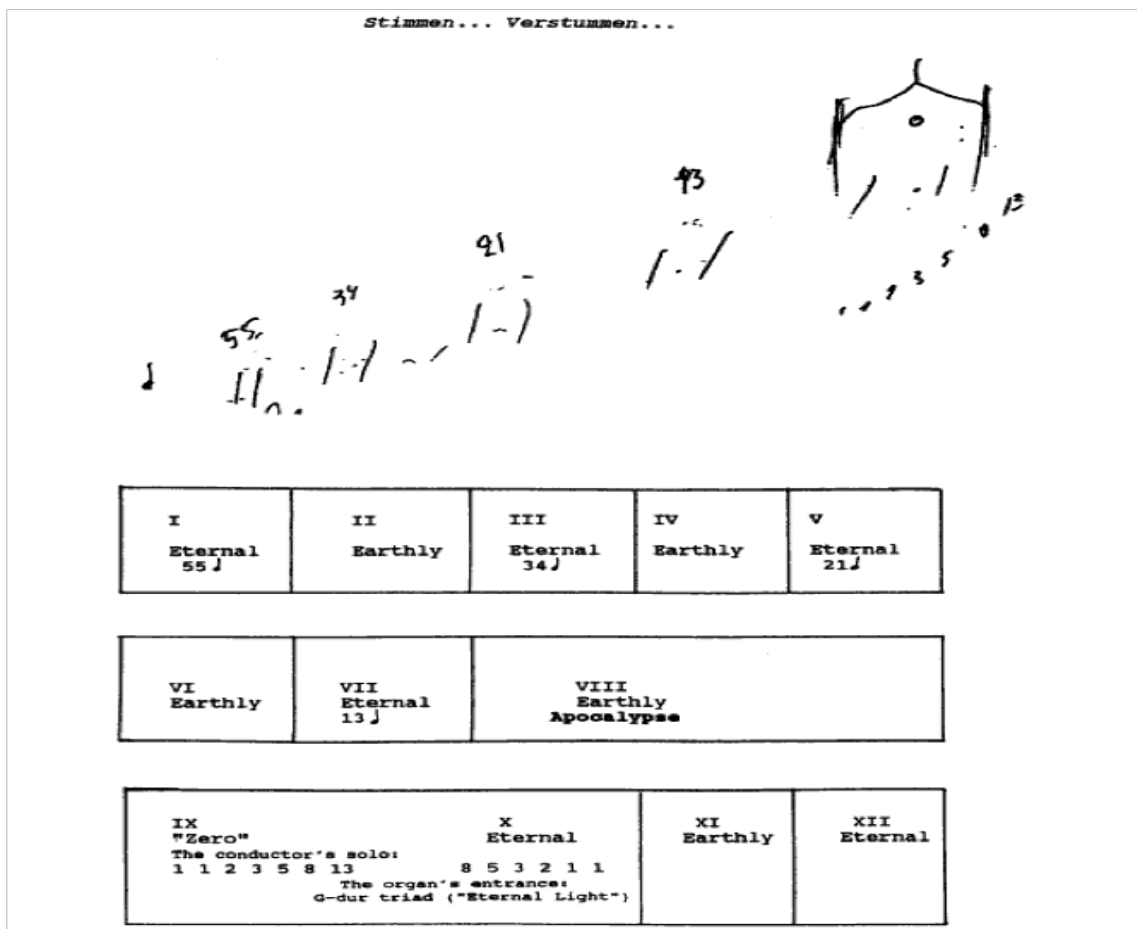 Stimmen... Verstummen...
21
34
55
I II III IV V
Eternal Earthly Eternal Earthly Eternal
55♩ 34♩ 21♩
VI VII VIII
Earthly Eternal Earthly
13♩ Apocalypse
IX X XI XII
"Zero" Eternal Earthly Eternal
The conductor's solo:
1 1 2 3 5 8 13 8 5 3 2 1 1
The organ's entrance:
G-dur triad ("Eternal Light")